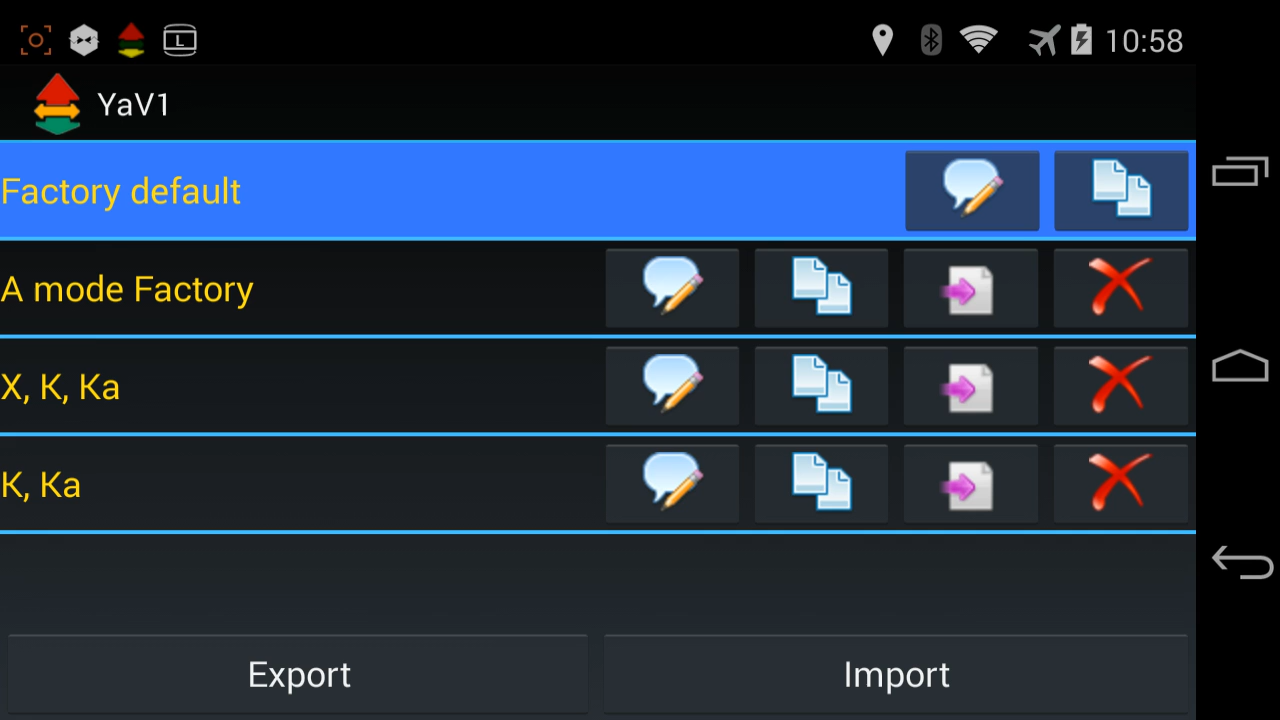 L
10:58
YaV1
Factory default
A mode Factory
X, K, Ka
K, Ka
Export
Import